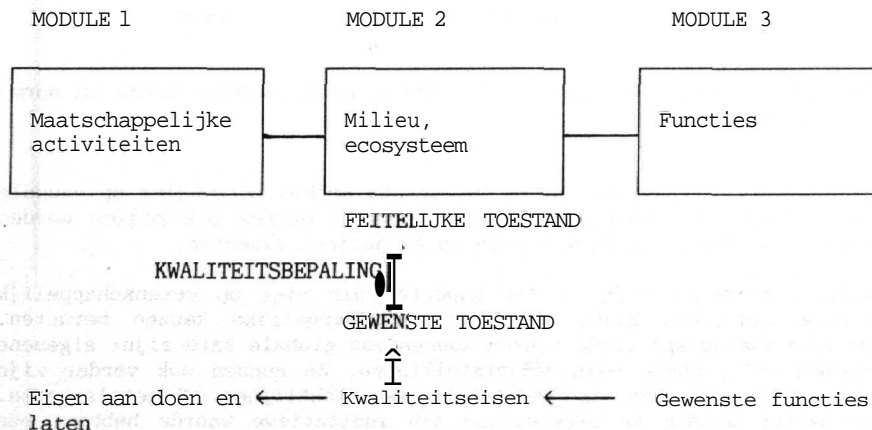 MODULE 1 MODULE 2 MODULE 3
Maatschappelijke Milieu, Functies
activiteiten ecosysteem
FEITELIJKE TOESTAND
KWALITEITSBEPALING
GEWENSTE TOESTAND
Eisen aan doen en ← Kwaliteitseisen ← Gewenste functies
laten